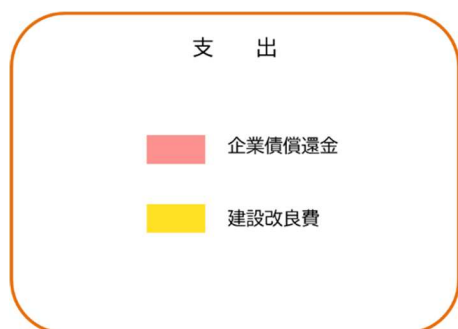 支　出
企業債償還金
建設改良費